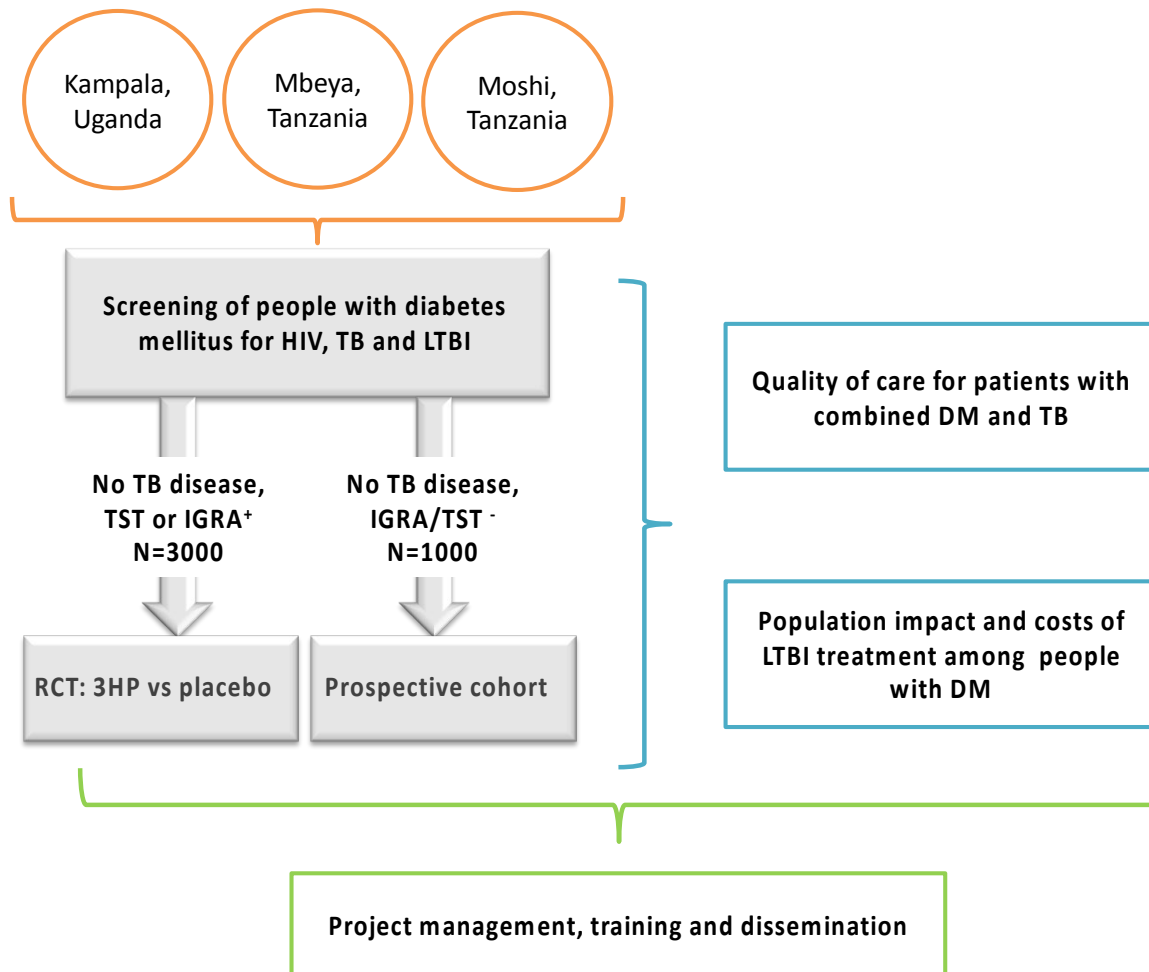 Kampala,
Uganda
Mbeya,
Tanzania
Moshi,
Tanzania
Screening of people with diabetes
mellitus for HIV, TB and LTBI
No TB disease,
TST or IGRA⁺
N=3000
No TB disease,
IGRA/TST ⁻
N=1000
RCT: 3HP vs placebo
Prospective cohort
Quality of care for patients with
combined DM and TB
Population impact and costs of
LTBI treatment among people
with DM
Project management, training and dissemination